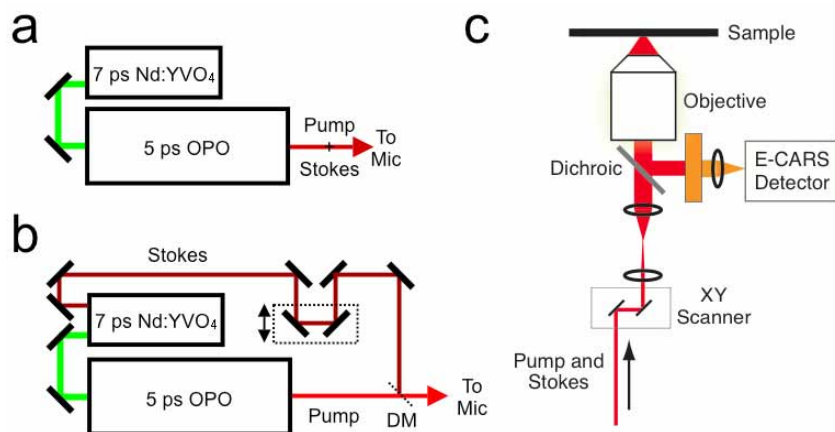 a
7 ps Nd:YVO₄
5 ps OPO
Pump
Stokes
To
Mic
b
Stokes
7 ps Nd:YVO₄
5 ps OPO
Pump
DM
To
Mic
c
Sample
Objective
Dichroic
E-CARS
Detector
XY
Scanner
Pump and
Stokes